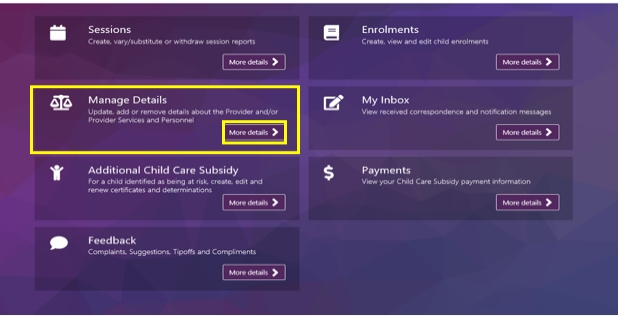 Sessions
Create, vary/substitute or withdraw session reports
More details
Enrolments
Create, view and edit child enrolments
More details
Manage Details
Update, add or remove details about the Provider and/or
Provider Services and Personnel
More details
My Inbox
View received correspondence and notification messages
More details
Additional Child Care Subsidy
For a child identified as being at risk, create, edit and
renew certificates and determinations
More details
Payments
View your Child Care Subsidy payment information
More details
Feedback
Complaints, Suggestions, Tipoffs and Compliments
More details